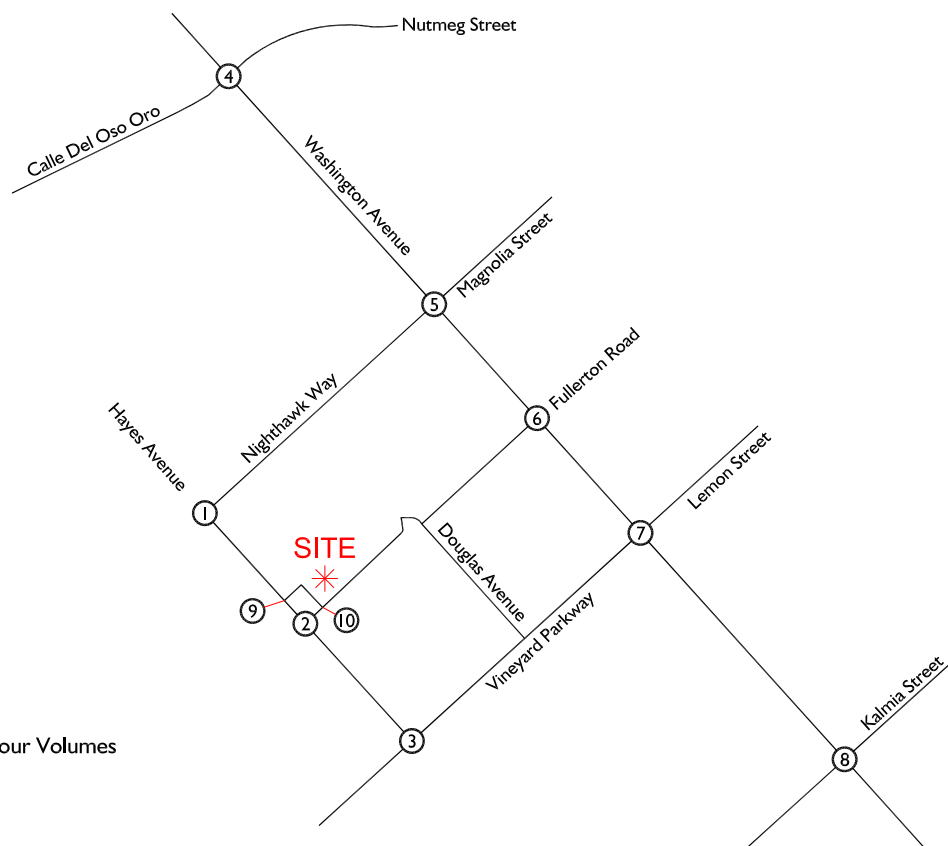 Nutmeg Street
4
Calle Del Oso Oro
Washington Avenue
Magnolia Street
5
Fullerton Road
Nighthawk Way
6
Hayes Avenue
Lemon Street
1
7
Douglas Avenue
SITE
9
2
10
Vineyard Parkway
Kalmia Street
3
our Volumes
8